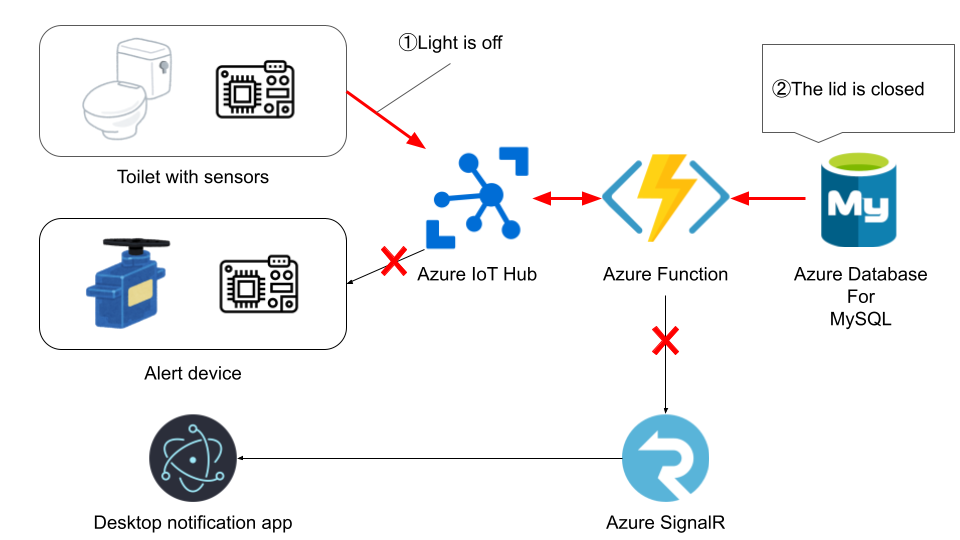 ①Light is off
②The lid is closed
Toilet with sensors
My
Azure IoT Hub
Azure Function
Azure Database
For
MySQL
Alert device
Desktop notification app
Azure SignalR